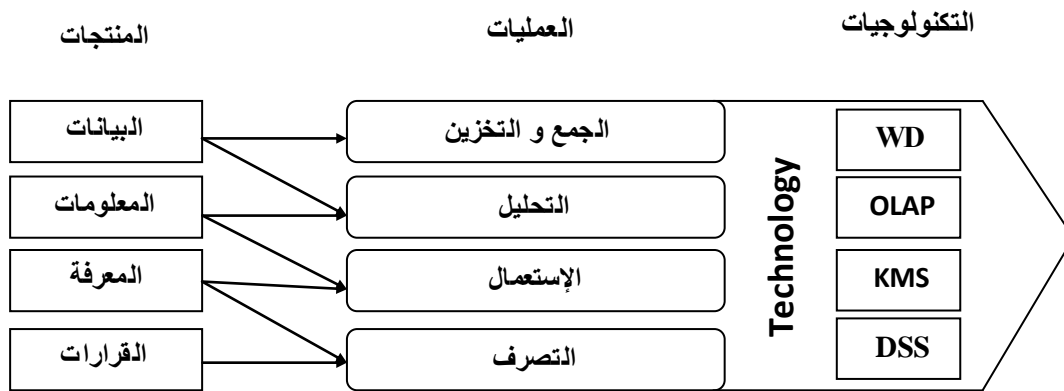 التكنولوجيات
العمليات
المنتجات
البيانات
الجمع و التخزين
WD
المعلومات
التحليل
OLAP
المعرفة
الإستعمال
KMS
القرارات
التصرف
DSS
Technology